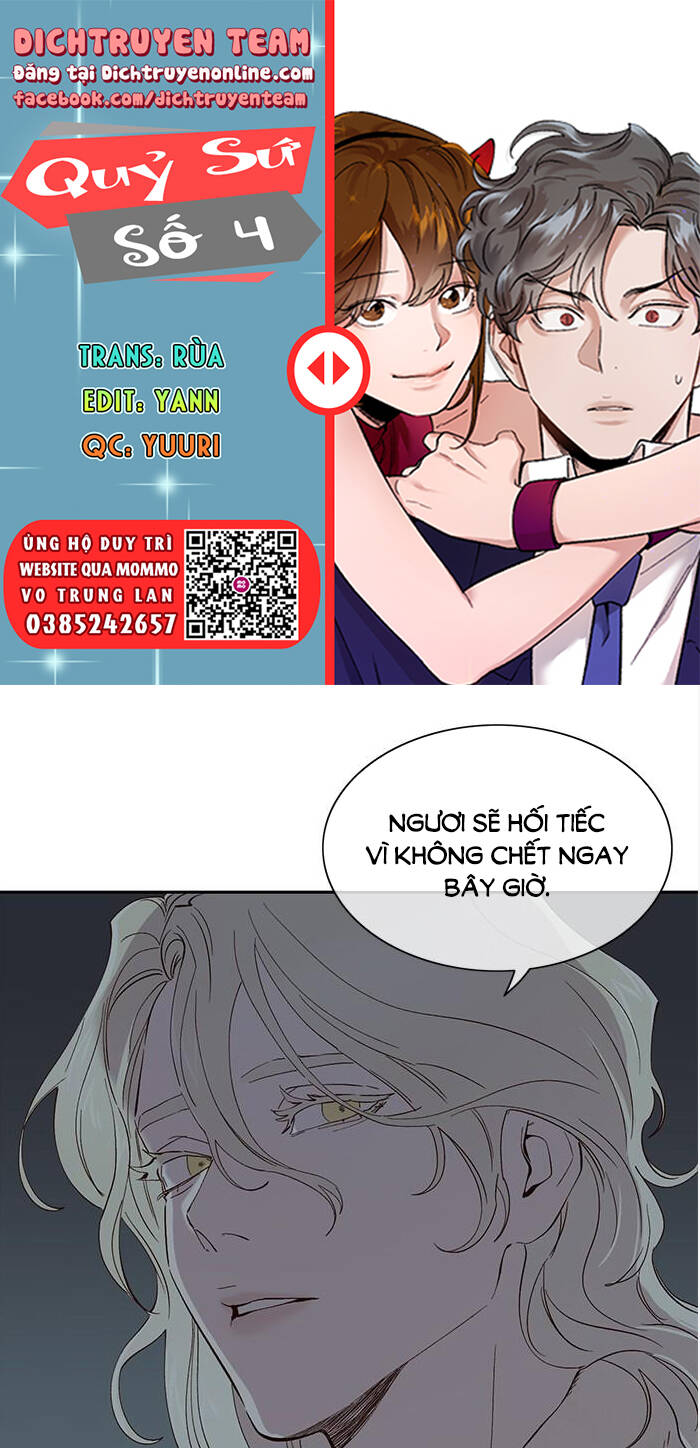 DICHTRUYEN TEAM
Đăng tại Dichtruyenonline.com
facebook.com/dichtruyenteam
Quỷ Sứ
Số 4
TRANS: RÙA
EDIT: YANN
QC: YUURI
ỦNG HỘ DUY TRÌ
WEBSITE QUA MOMMO
VO TRUNG LAN
0385242657
NGƯƠI SẼ HỐI TIẾC
VÌ KHÔNG CHẾT NGAY
BÂY GIỜ.